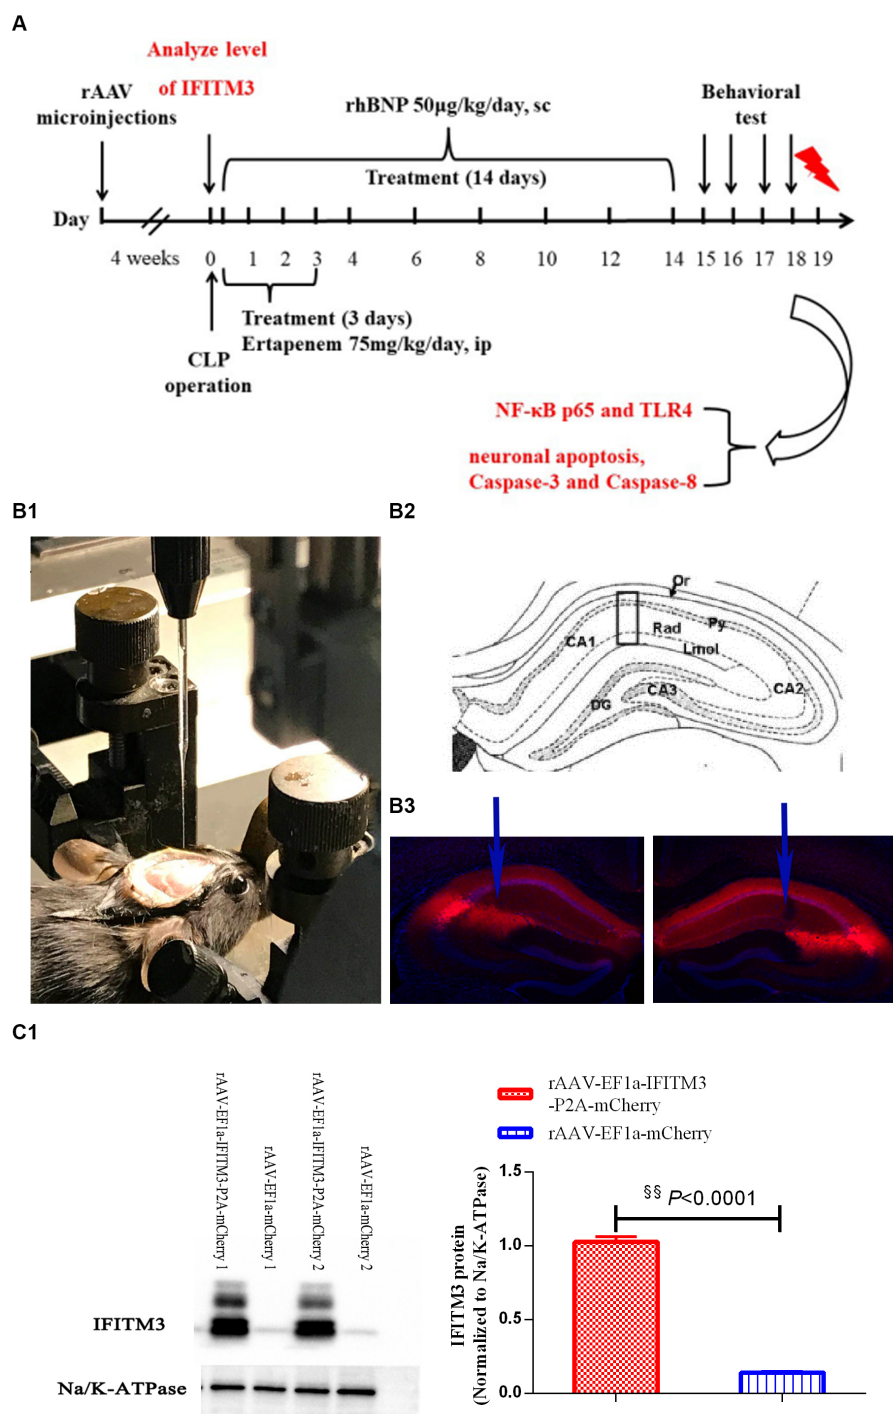 A
Analyze level
of IFITM3
rAAV
microinjections
rhBNP 50µg/kg/day, sc
Behavioral
test
Treatment (14 days)
Day
4 weeks 0 1 2 3 4 6 8 10 12 14 15 16 17 18 19
Treatment (3 days)
Ertapenem 75mg/kg/day, ip
CLP
operation
NF-κB p65 and TLR4
neuronal apoptosis,
Caspase-3 and Caspase-8
B1
B2
Or
Py
Rad
CA1
Lmol
CA2
CA3
DG
B3
C1
rAAV-EF1a-IFITM3-P2A-mCherry 1
rAAV-EF1a-mCherry 1
rAAV-EF1a-IFITM3-P2A-mCherry 2
rAAV-EF1a-mCherry 2
IFITM3
Na/K-ATPase
rAAV-EF1a-IFITM3
-P2A-mCherry
rAAV-EF1a-mCherry
IFITM3 protein
(Normalized to Na/K-ATPase)
1.5
1.0
0.5
0.0
§§ P<0.0001